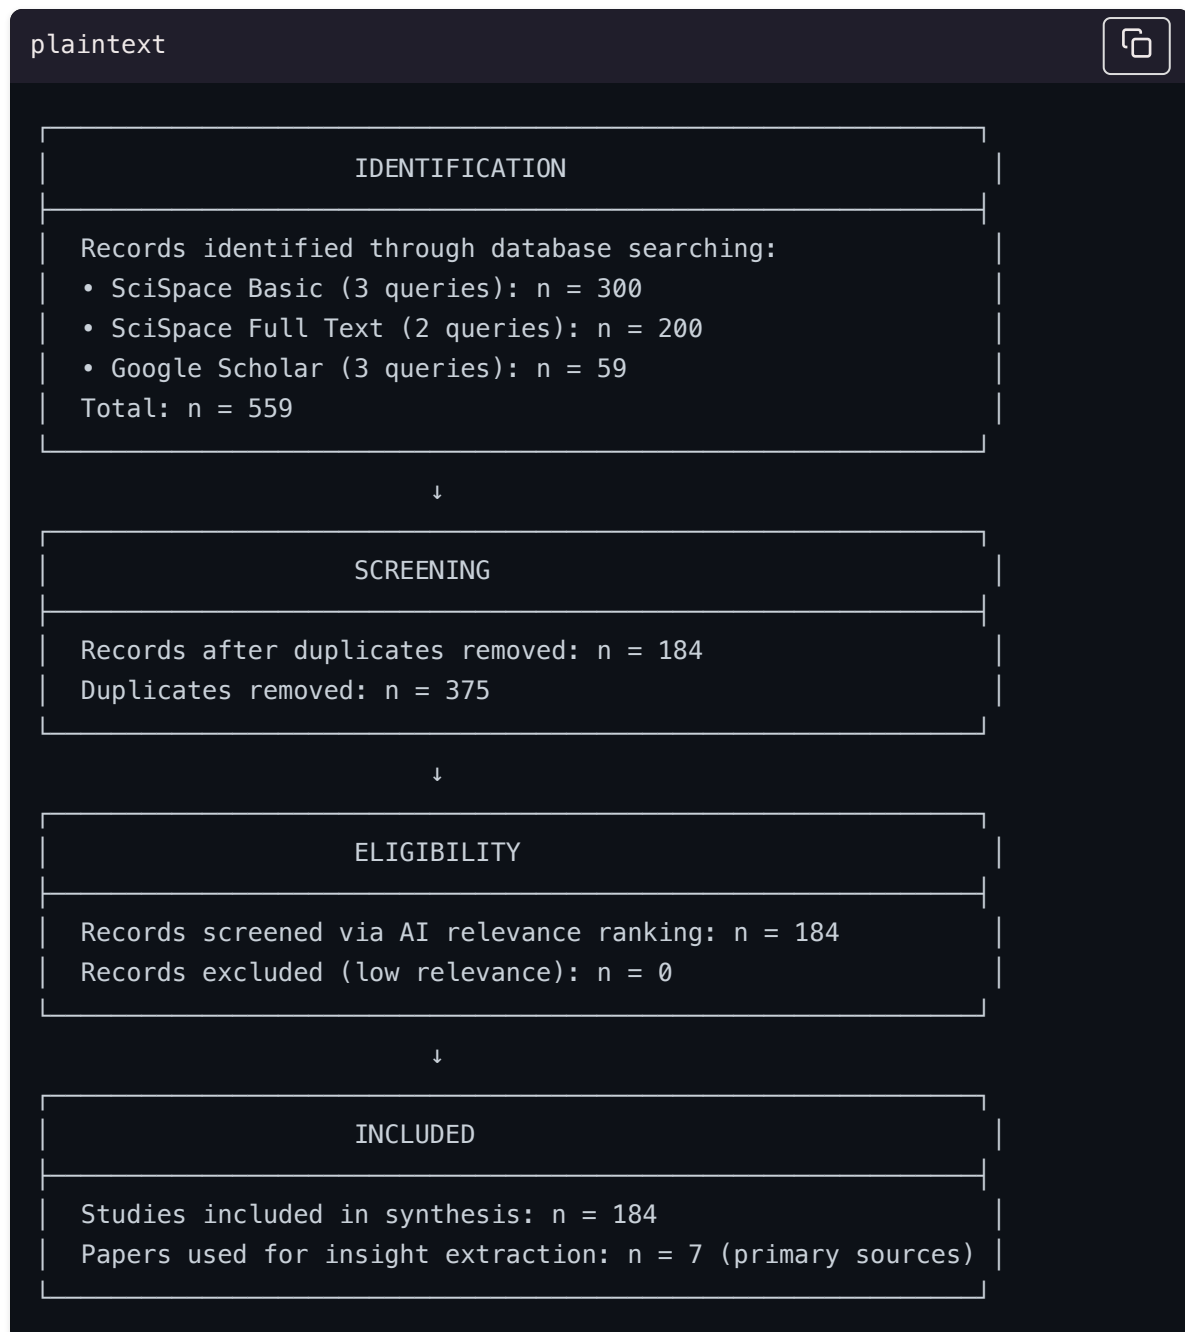 plaintext
IDENTIFICATION
Records identified through database searching:
• SciSpace Basic (3 queries): n = 300
• SciSpace Full Text (2 queries): n = 200
• Google Scholar (3 queries): n = 59
Total: n = 559
↓
SCREENING
Records after duplicates removed: n = 184
Duplicates removed: n = 375
↓
ELIGIBILITY
Records screened via AI relevance ranking: n = 184
Records excluded (low relevance): n = 0
↓
INCLUDED
Studies included in synthesis: n = 184
Papers used for insight extraction: n = 7 (primary sources)